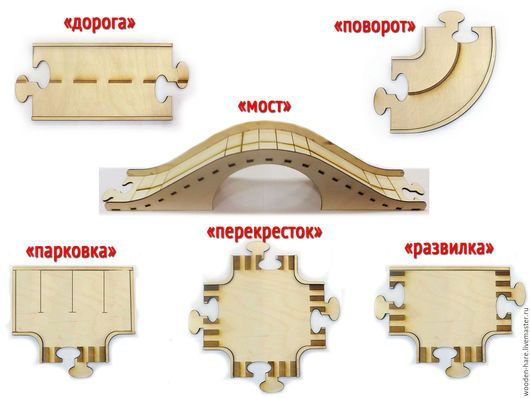 «дорога»
«поворот»
«мост»
«парковка»
«перекресток»
«развилка»
wooden-hare.livemaster.ru